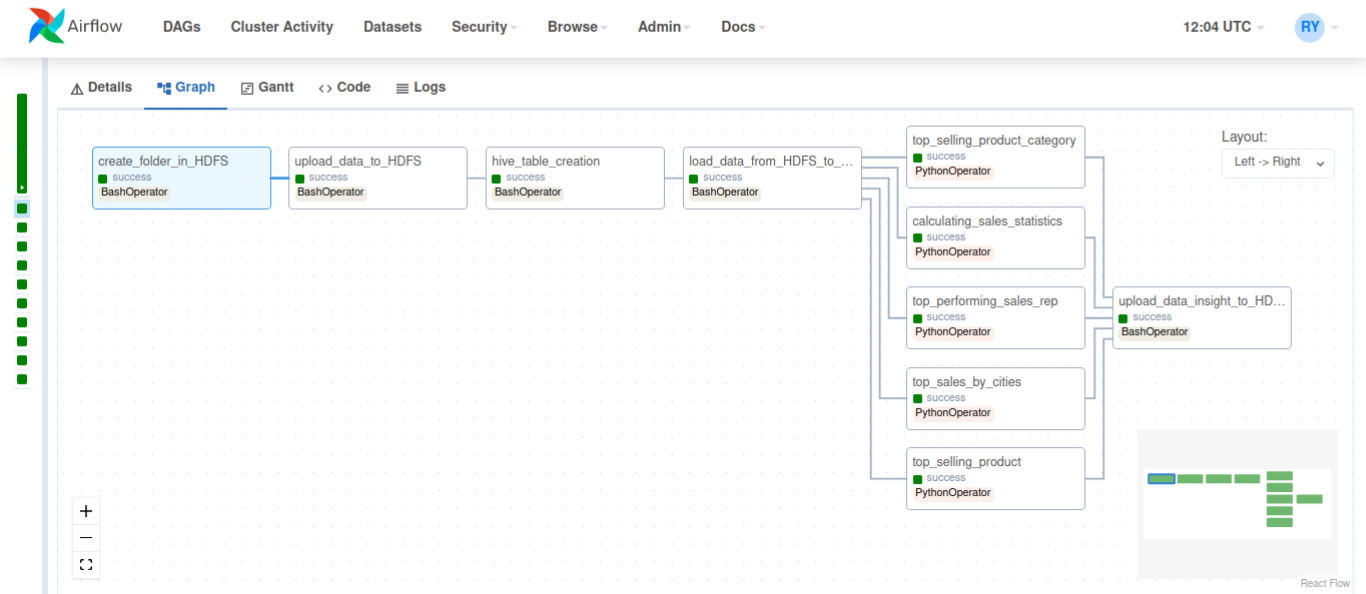 Airflow DAGs Cluster Activity Datasets Security Browse Admin Docs 12:04 UTC RY
Details Graph Gantt Code Logs
Layout:
Left -> Right
create_folder_in_HDFS
success
BashOperator
upload_data_to_HDFS
success
BashOperator
hive_table_creation
success
BashOperator
load_data_from_HDFS_to_...
success
BashOperator
top_selling_product_category
success
PythonOperator
calculating_sales_statistics
success
PythonOperator
top_performing_sales_rep
success
PythonOperator
top_sales_by_cities
success
PythonOperator
top_selling_product
success
PythonOperator
upload_data_insight_to_HD...
success
BashOperator
React Flow